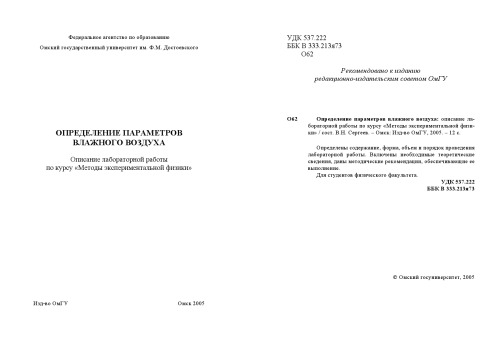 Федеральное агентство по образованию
Омский государственный университет им. Ф.М. Достоевского
ОПРЕДЕЛЕНИЕ ПАРАМЕТРОВ
ВЛАЖНОГО ВОЗДУХА
Описание лабораторной работы
по курсу «Методы экспериментальной физики»
Изд-во ОмГУ Омск 2005
УДК 537.222
ББК В 333.213я73
О62
Рекомендовано к изданию
редакционно-издательским советом ОмГУ
О62 Определение параметров влажного воздуха: описание ла-
бораторной работы по курсу «Методы экспериментальной физи-
ки» / сост. В.Н. Сергеев. – Омск: Изд-во ОмГУ, 2005. – 12 с.
Определены содержание, форма, объем и порядок проведения
лабораторной работы. Включены необходимые теоретические
сведения, даны методические рекомендации, обеспечивающие ее
выполнение.
Для студентов физического факультета.
УДК 537.222
ББК В 333.213я73
© Омский госуниверситет, 2005